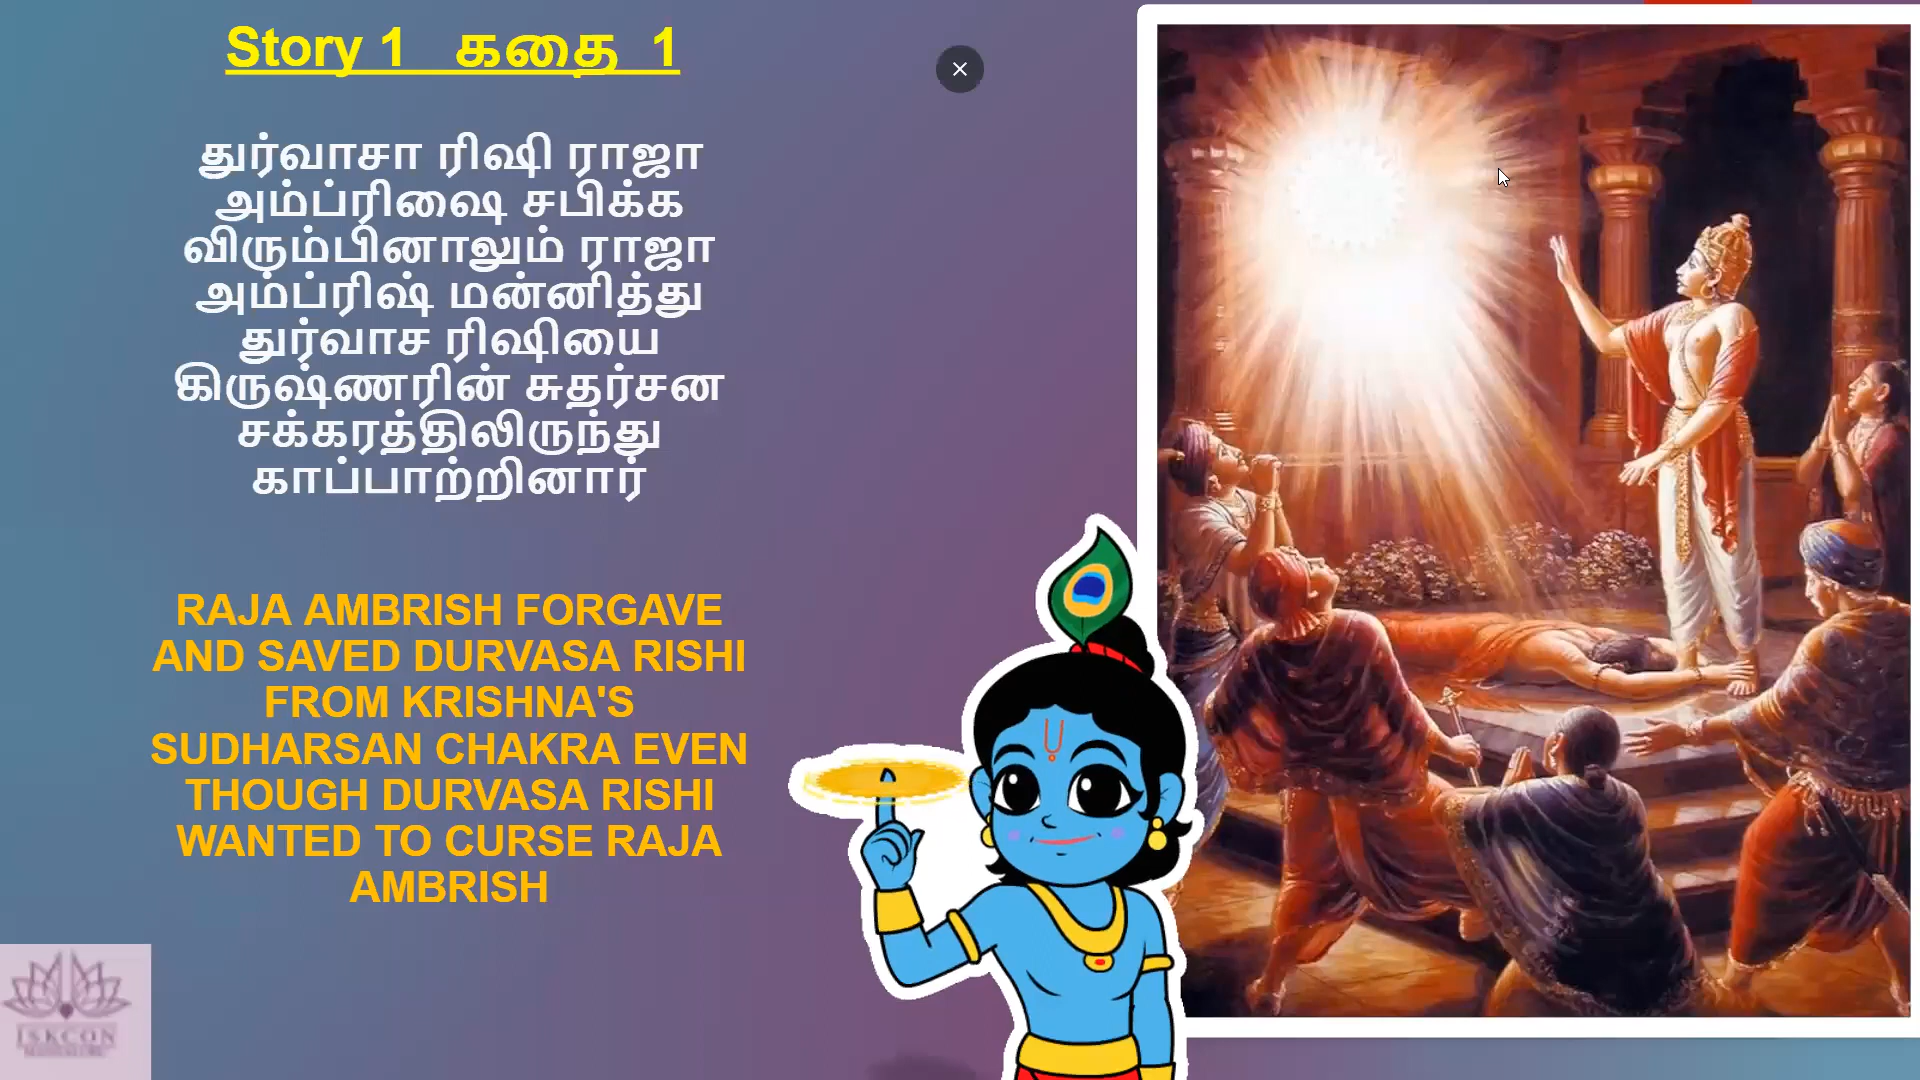 Story 1 கதை 1
துர்வாசா ரிஷி ராஜா
அம்ப்ரிஷை சபிக்க
விரும்பினாலும் ராஜா
அம்ப்ரிஷ் மன்னித்து
துர்வாச ரிஷியை
கிருஷ்ணரின் சுதர்சன
சக்கரத்திலிருந்து
காப்பாற்றினார்
RAJA AMBRISH FORGAVE
AND SAVED DURVASA RISHI
FROM KRISHNA'S
SUDHARSAN CHAKRA EVEN
THOUGH DURVASA RISHI
WANTED TO CURSE RAJA
AMBRISH
ISKCON